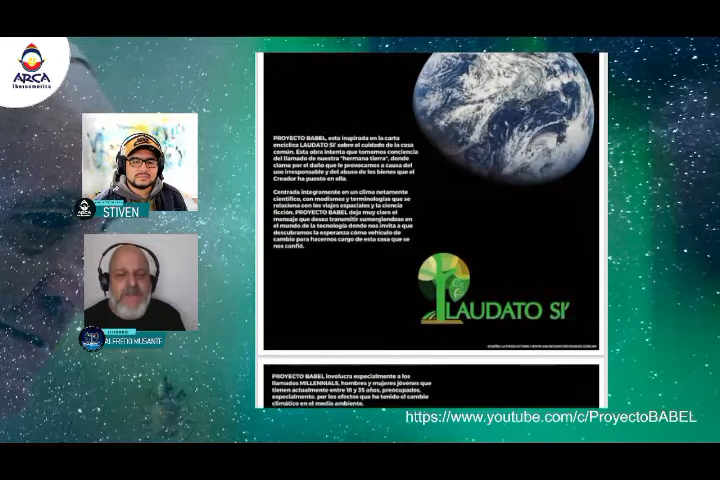 ARCA
Iberoamérica
PROYECTO BABEL, esta inspirada en la carta
encíclica LAUDATO SI' sobre el cuidado de la casa
común. Esta obra intenta que tomemos conciencia
del llamado de nuestra "hermana tierra", donde
clama por el daño que le provocamos a causa del
uso irresponsable y del abuso de los bienes que el
Creador ha puesto en ella.
Centrada íntegramente en un clima netamente
científico, con modismos y terminologías que se
relaciona con los viajes espaciales y la ciencia
ficción, PROYECTO BABEL deja muy claro el
mensaje que desea transmitir sumergiendose en
el mundo de la tecnología donde nos invita a que
descubramos la esperanza cómo vehículo de
cambio para hacernos cargo de esta casa que se
nos confió.
STIVEN
ALFREDO MUSANTE
LAUDATO SI'
PROYECTO BABEL involucra especialmente a los
llamados MILLENNIALS, hombres y mujeres jóvenes que
tienen actualmente entre 18 y 35 años, preocupados,
especialmente, por los efectos que ha tenido el cambio
climático en el medio ambiente.
https://www.youtube.com/c/ProyectoBABEL